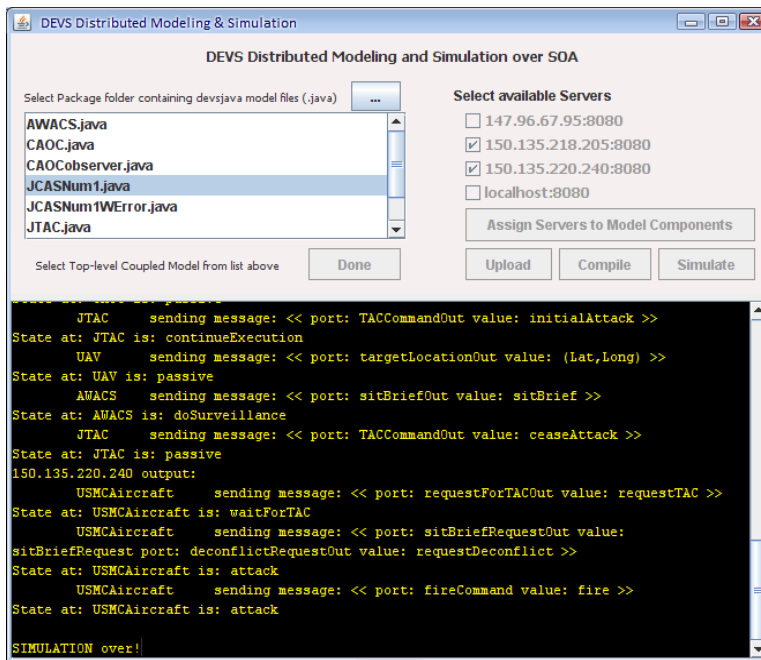 DEVS Distributed Modeling & Simulation
DEVS Distributed Modeling and Simulation over SOA
Select Package folder containing devsjava model files (.java)
...
Select available Servers
AWACS.java
CAOC.java
CAOCobserver.java
JCASNum1.java
JCASNum1WError.java
JTAC.java
147.96.67.95:8080
150.135.218.205:8080
150.135.220.240:8080
localhost:8080
Assign Servers to Model Components
Select Top-level Coupled Model from list above
Done
Upload
Compile
Simulate
JTAC sending message: << port: TACCommandOut value: initialAttack >>
State at: JTAC is: continueExecution
UAV sending message: << port: targetLocationOut value: (Lat,Long) >>
State at: UAV is: passive
AWACS sending message: << port: sitBriefOut value: sitBrief >>
State at: AWACS is: doSurveillance
JTAC sending message: << port: TACCommandOut value: ceaseAttack >>
State at: JTAC is: passive
150.135.220.240 output:
USMCAircraft sending message: << port: requestForTACOut value: requestTAC >>
State at: USMCAircraft is: waitForTAC
USMCAircraft sending message: << port: sitBriefRequestOut value:
sitBriefRequest port: deconflictRequestOut value: requestDeconflict >>
State at: USMCAircraft is: attack
USMCAircraft sending message: << port: fireCommand value: fire >>
State at: USMCAircraft is: attack
SIMULATION over!